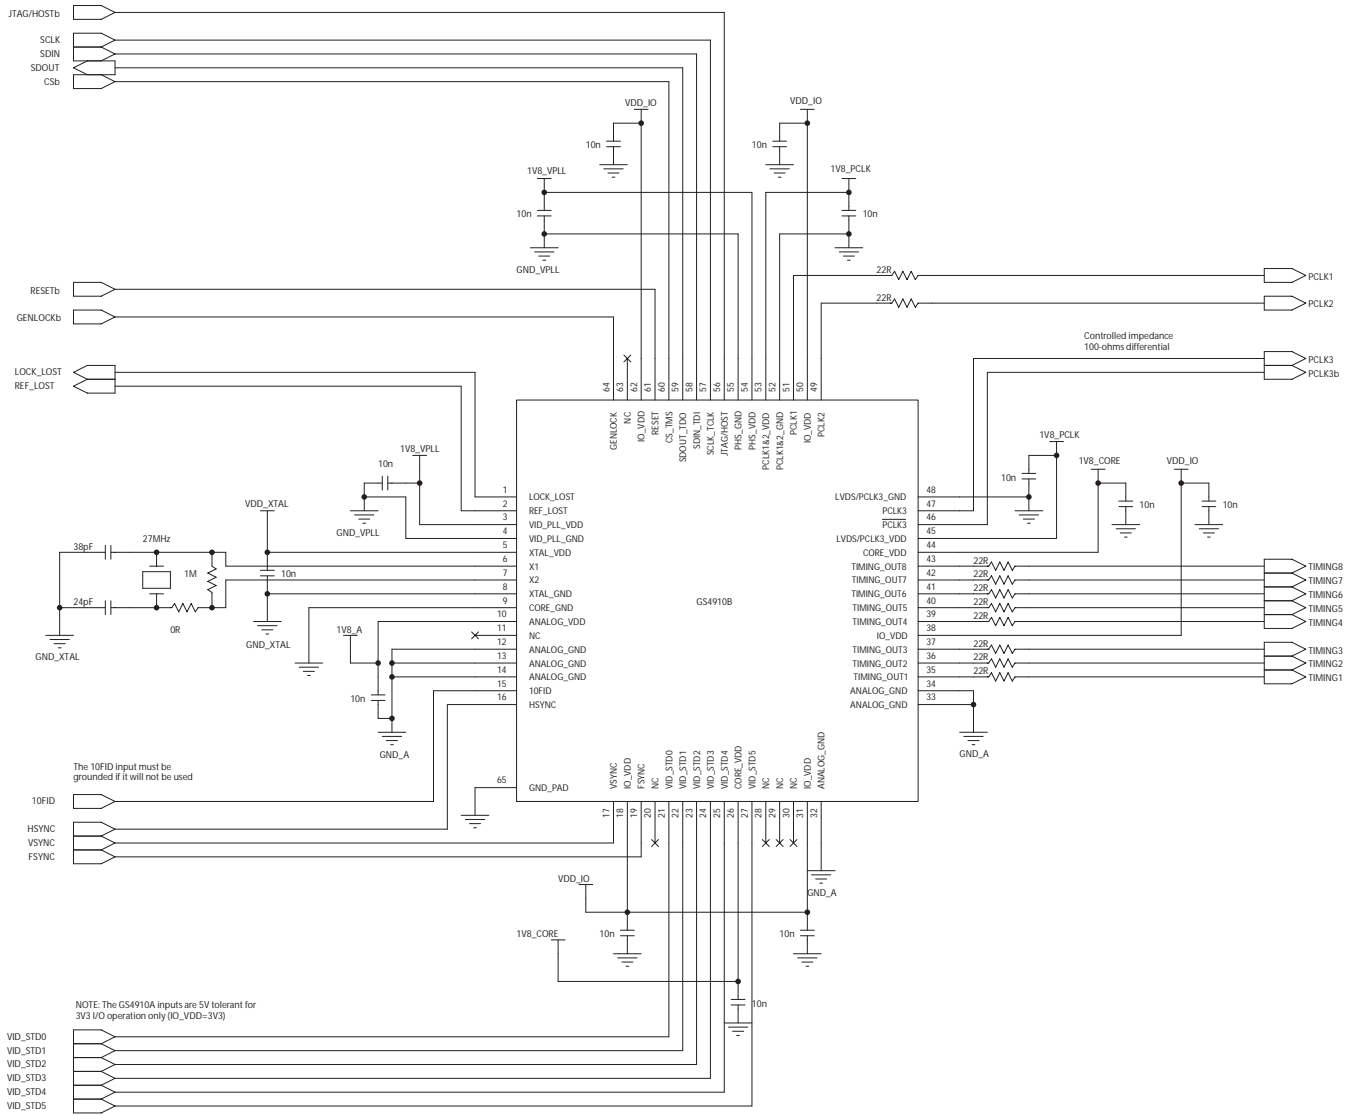 JTAG/HOSTb
SCLK
SDIN
SDOUT
CSb
VDD_IO
VDD_IO
10n
10n
1V8_VPLL
1V8_PCLK
10n
10n
GND_VPLL
22R
PCLK1
RESETb
22R
PCLK2
GENLOCKb
Controlled impedance
100-ohms differential
PCLK3
PCLK3b
LOCK_LOST
REF_LOST
64
63
62
61
60
59
58
57
56
55
54
53
52
51
50
49
GENLOCK
NC
IO_VDD
RESET
CS_TMS
SDOUT_TDO
SDIN_TDI
SCLK_TCLK
JTAG/HOST
PHS_GND
PHS_VDD
PCLK1&2_VDD
PCLK1&2_GND
PCLK1
IO_VDD
PCLK2
1V8_VPLL
10n
GND_VPLL
VDD_XTAL
27MHz
38pF
1M
10n
24pF
0R
GND_XTAL
GND_XTAL
1V8_A
10n
GND_A
1 LOCK_LOST
2 REF_LOST
3 VID_PLL_VDD
4 VID_PLL_GND
5 XTAL_VDD
6 X1
7 X2
8 XTAL_GND
9 CORE_GND
10 ANALOG_VDD
11 NC
12 ANALOG_GND
13 ANALOG_GND
14 ANALOG_GND
15 10FID
16 HSYNC
65 GND_PAD
GS4910B
LVDS/PCLK3_GND 48
PCLK3 47
PCLK3 46
LVDS/PCLK3_VDD 45
CORE_VDD 44
TIMING_OUT8 43
TIMING_OUT7 42
TIMING_OUT6 41
TIMING_OUT5 40
TIMING_OUT4 39
IO_VDD 38
TIMING_OUT3 37
TIMING_OUT2 36
TIMING_OUT1 35
ANALOG_GND 34
ANALOG_GND 33
1V8_PCLK
10n
1V8_CORE
10n
VDD_IO
10n
22R TIMING8
22R TIMING7
22R TIMING6
22R TIMING5
22R TIMING4
22R TIMING3
22R TIMING2
22R TIMING1
GND_A
The 10FID input must be
grounded if it will not be used
10FID
HSYNC
VSYNC
FSYNC
VSYNC
IO_VDD
FSYNC
NC
VID_STD0
VID_STD1
VID_STD2
VID_STD3
VID_STD4
CORE_VDD
VID_STD5
NC
NC
NC
IO_VDD
ANALOG_GND
17
18
19
20
21
22
23
24
25
26
27
28
29
30
31
32
GND_A
VDD_IO
10n
10n
1V8_CORE
10n
NOTE: The GS4910A inputs are 5V tolerant for
3V3 I/O operation only (IO_VDD=3V3)
VID_STD0
VID_STD1
VID_STD2
VID_STD3
VID_STD4
VID_STD5